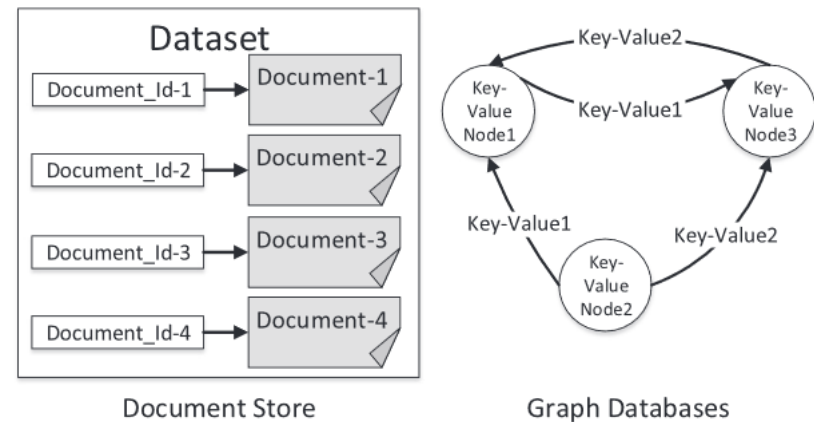 Dataset
Document_Id-1
Document-1
Document_Id-2
Document-2
Document_Id-3
Document-3
Document_Id-4
Document-4
Document Store
Key-Value2
Key-
Value
Node1
Key-Value1
Key-
Value
Node3
Key-Value1
Key-Value2
Key-
Value
Node2
Graph Databases